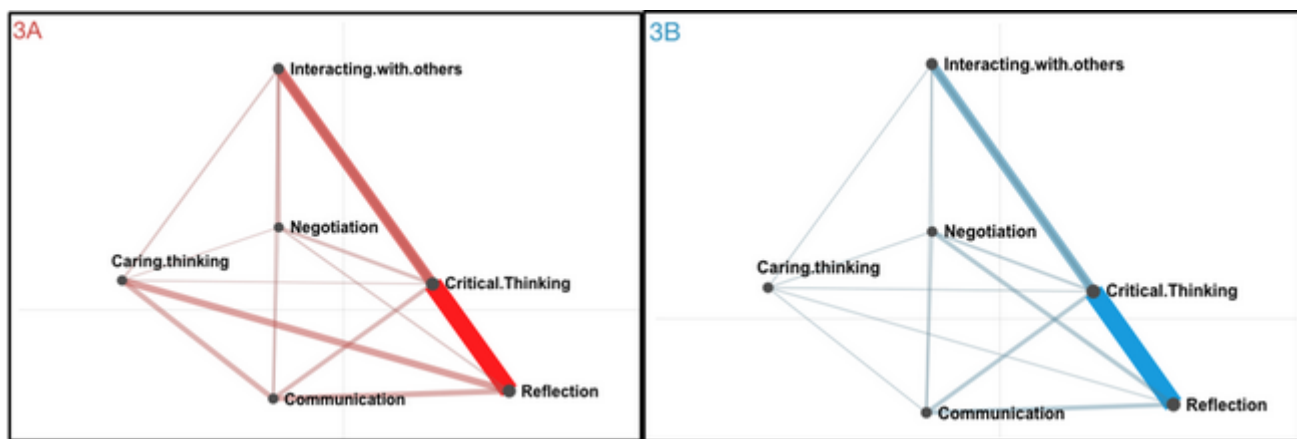 3A
Interacting.with.others
Negotiation
Caring.thinking
Critical.Thinking
Reflection
Communication
3B
Interacting.with.others
Negotiation
Caring.thinking
Critical.Thinking
Reflection
Communication